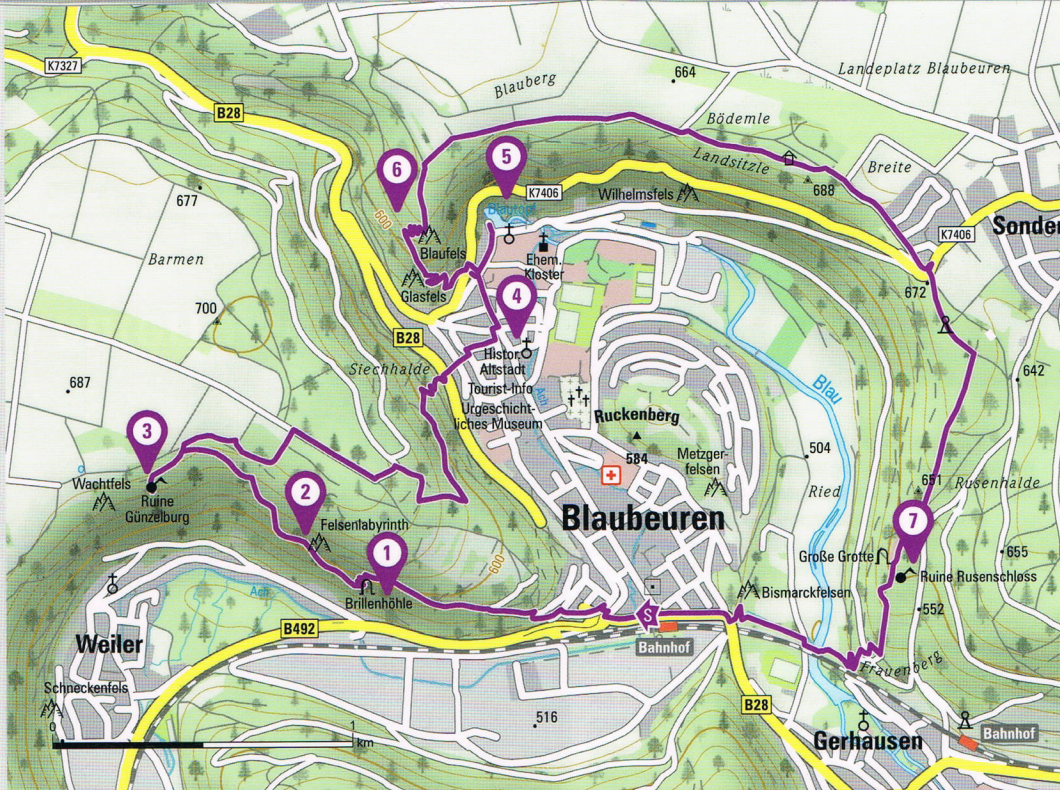 K7327
B28
Blauberg
664
Landeplatz Blaubeuren
Bödemle
Landsitzle
688
Breite
6
5
K7406
Wilhelmsfels
677
600
Blautopf
Blaufels
Ehem.
Kloster
K7406
Sonder
Barmen
Glasfels
4
672
700
B28
Histor.
Altstadt
Siechhalde
Tourist-Info
Urgeschicht-
liches Museum
Ach
Blau
642
687
Ruckenberg
584
Metzger-
felsen
504
3
Wachtfels
Ruine
Günzelburg
2
Felsenlabyrinth
Ried
651
Rusenhalde
Blaubeuren
7
1
600
Große Grotte
655
Ruine Rusenschloss
Brillenhöhle
Ach
Bismarckfelsen
552
S
B492
Bahnhof
Weiler
Frauenberg
Schneckenfels
516
B28
Gerhausen
Bahnhof
0
1
km